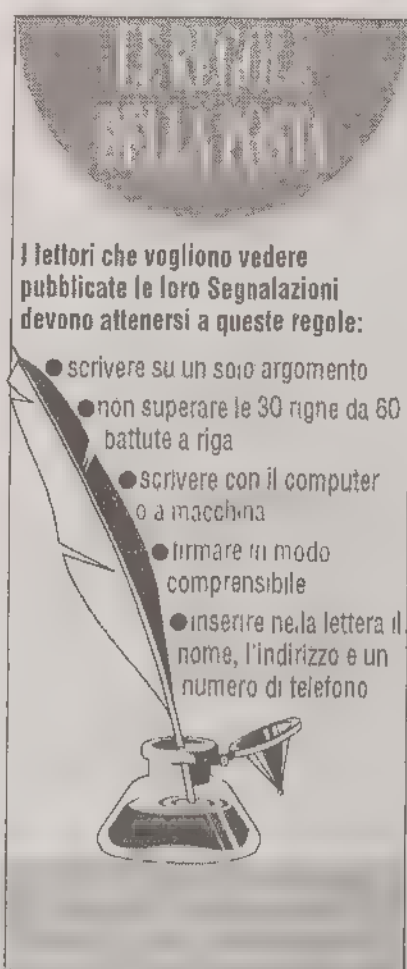 I lettori che vogliono vedere
pubblicate le loro Segnalazioni
devono attenersi a queste regole:
● scrivere su un solo argomento
● non superare le 30 righe da 60
battute a riga
● scrivere con il computer
o a macchina
● firmare in modo
comprensibile
● inserire nella lettera il
nome, l'indirizzo e un
numero di telefono